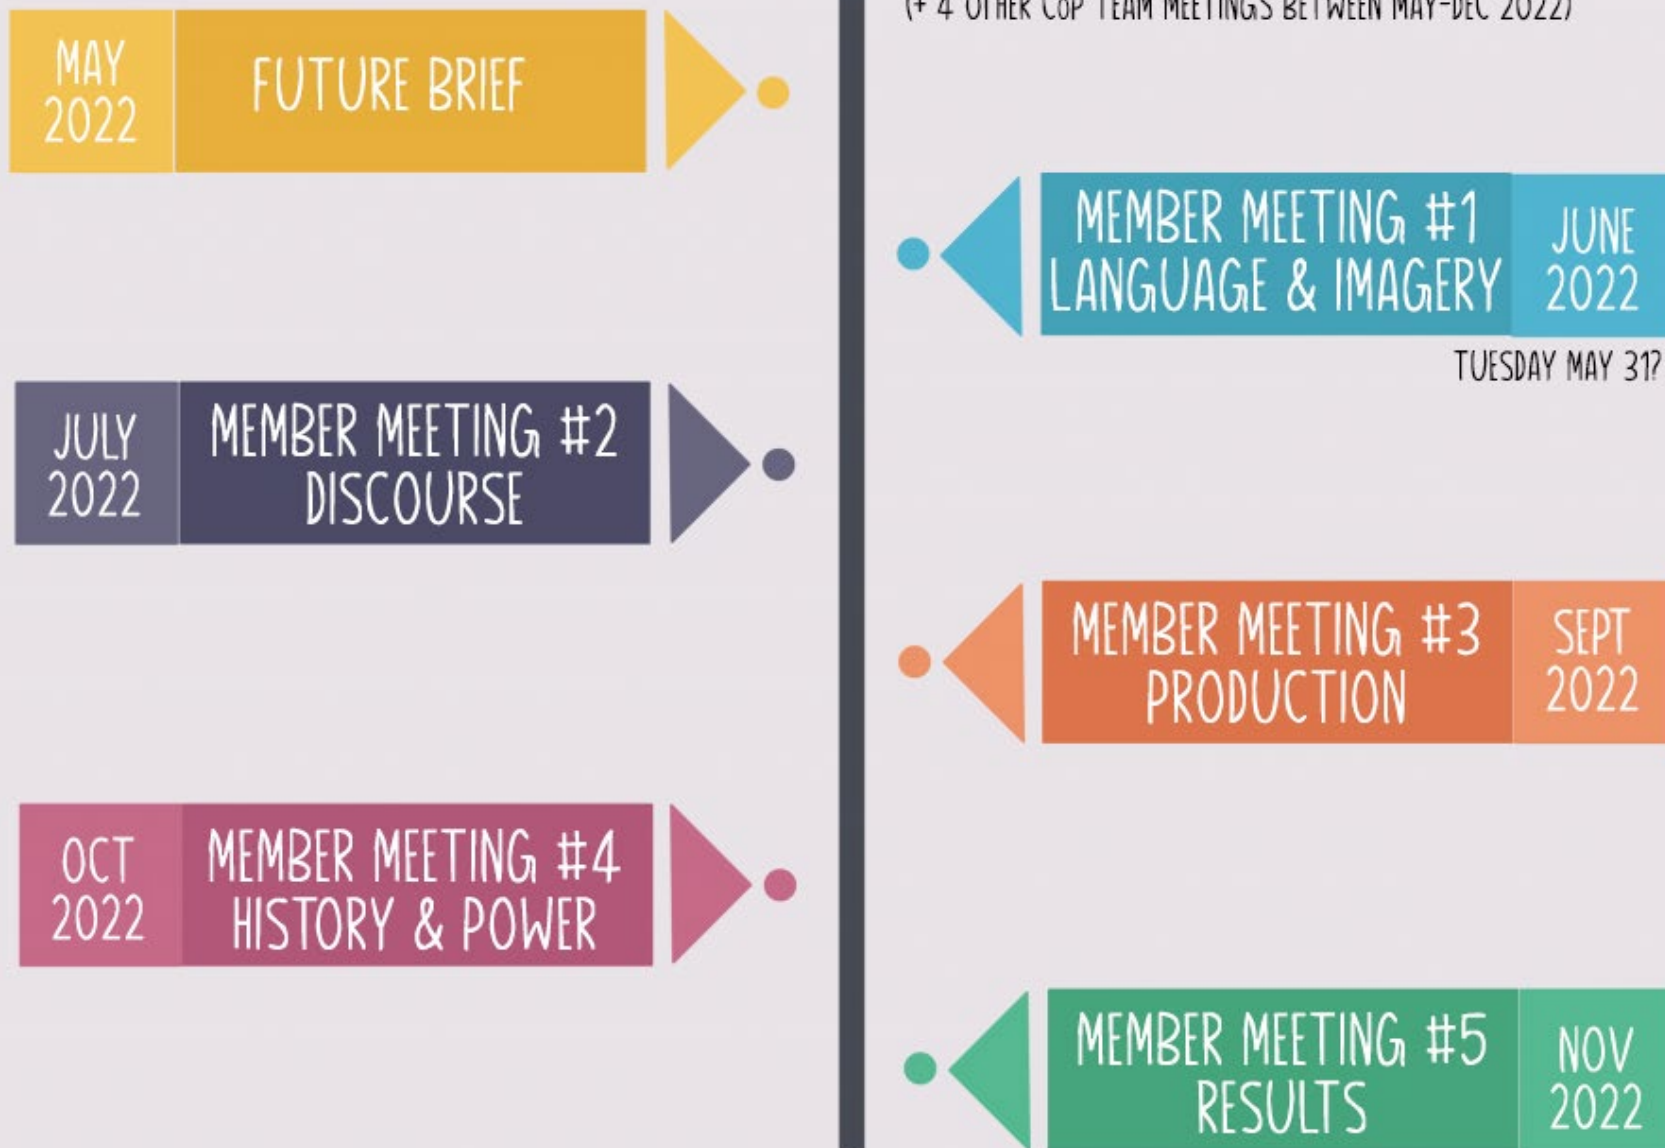 (+ 4 OTHER CoP TEAM MEETINGS BETWEEN MAY-DEC 2022)
MAY
2022
FUTURE BRIEF
MEMBER MEETING #1
LANGUAGE & IMAGERY
JUNE
2022
TUESDAY MAY 31?
JULY
2022
MEMBER MEETING #2
DISCOURSE
MEMBER MEETING #3
PRODUCTION
SEPT
2022
OCT
2022
MEMBER MEETING #4
HISTORY & POWER
MEMBER MEETING #5
RESULTS
NOV
2022